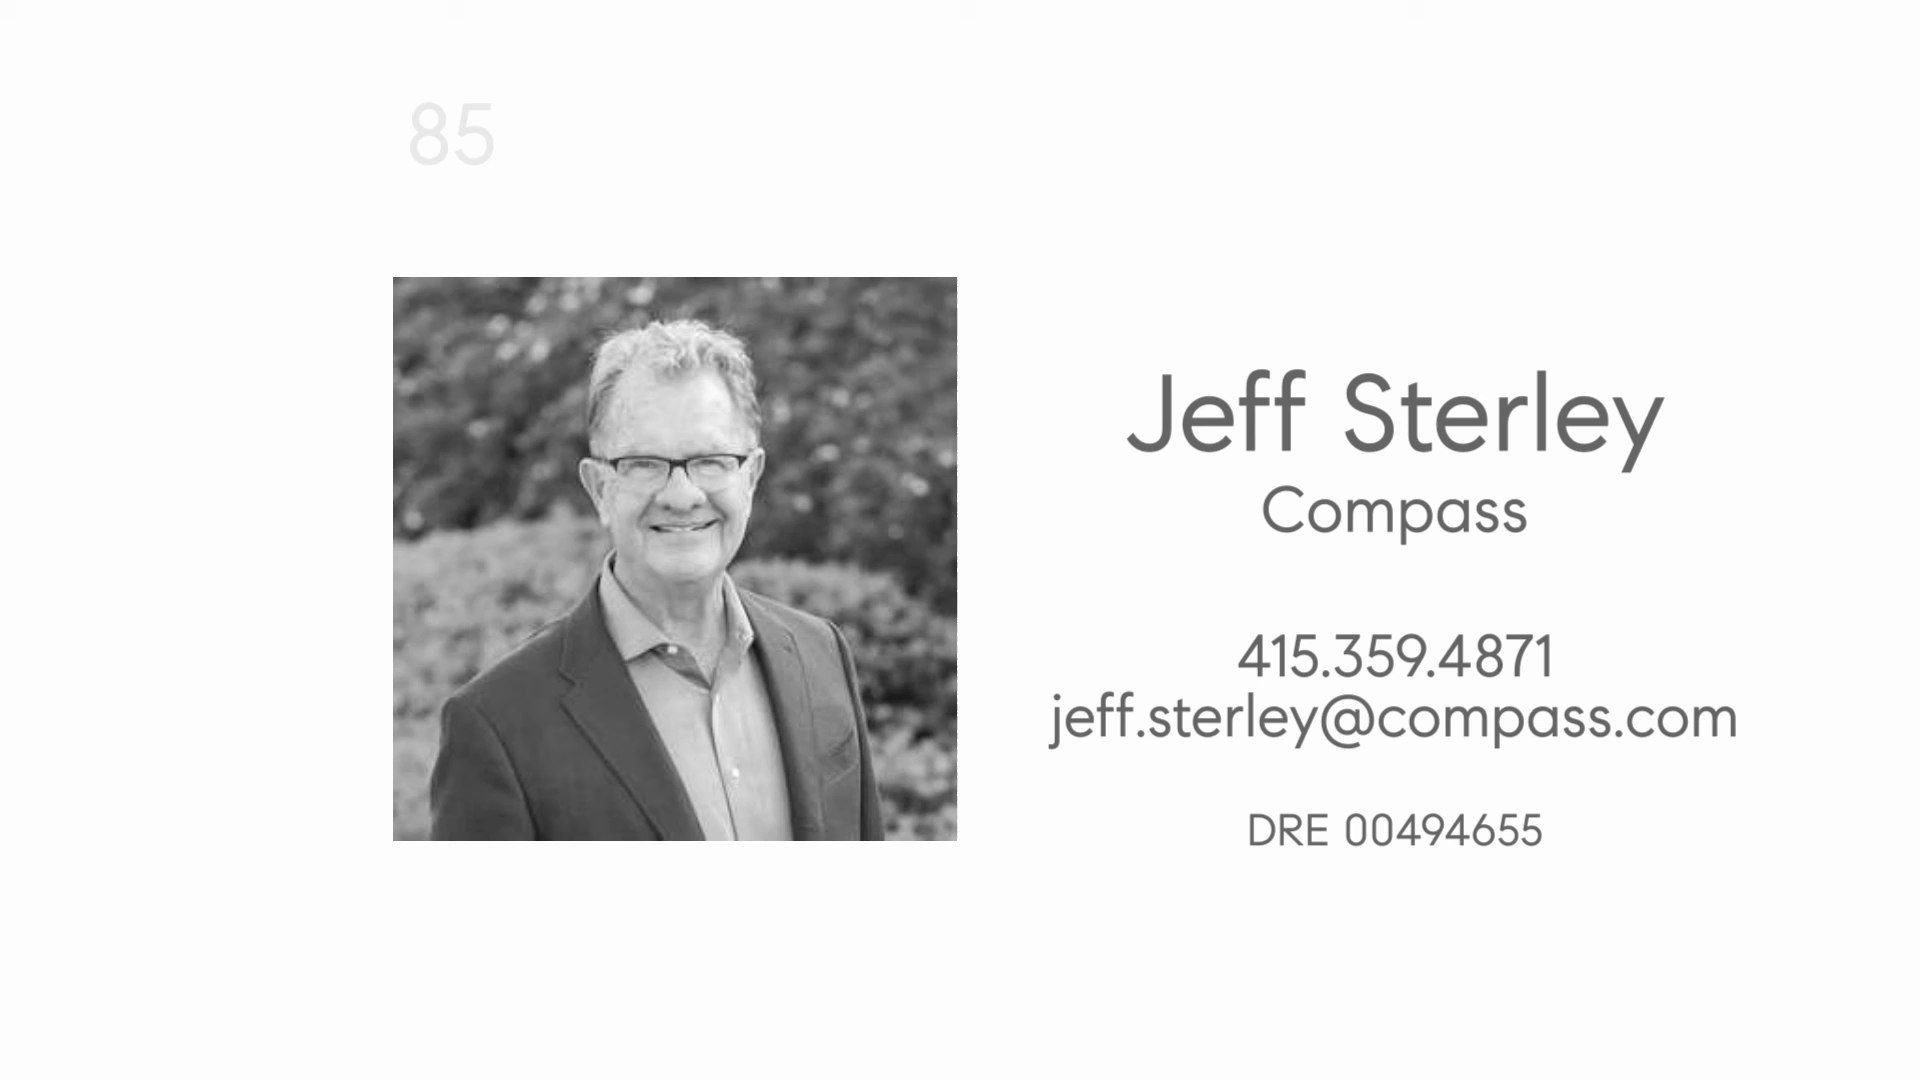 85
Jeff Sterley
Compass
415.359.4871
jeff.sterley@compass.com
DRE 00494655